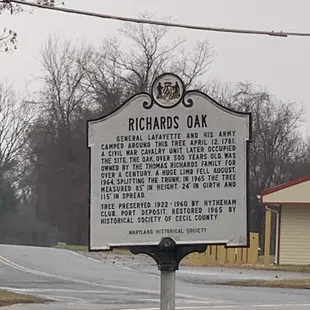 RICHARDS OAK
GENERAL LAFAYETTE AND HIS ARMY
CAMPED AROUND THIS TREE APRIL 12, 1781.
A CIVIL WAR CAVALRY UNIT LATER OCCUPIED
THE SITE. THE OAK, OVER 500 YEARS OLD, WAS
OWNED BY THE THOMAS RICHARDS FAMILY FOR
OVER A CENTURY. A HUGE LIMB FELL AUGUST,
1964, SPLITTING THE TRUNK. IN 1965 THE TREE
MEASURED 85' IN HEIGHT, 24' IN GIRTH AND
115' IN SPREAD.
TREE PRESERVED 1922-1960 BY HYTHEHAM
CLUB, PORT DEPOSIT. RESTORED 1965 BY
HISTORICAL SOCIETY OF CECIL COUNTY.
MARYLAND HISTORICAL SOCIETY